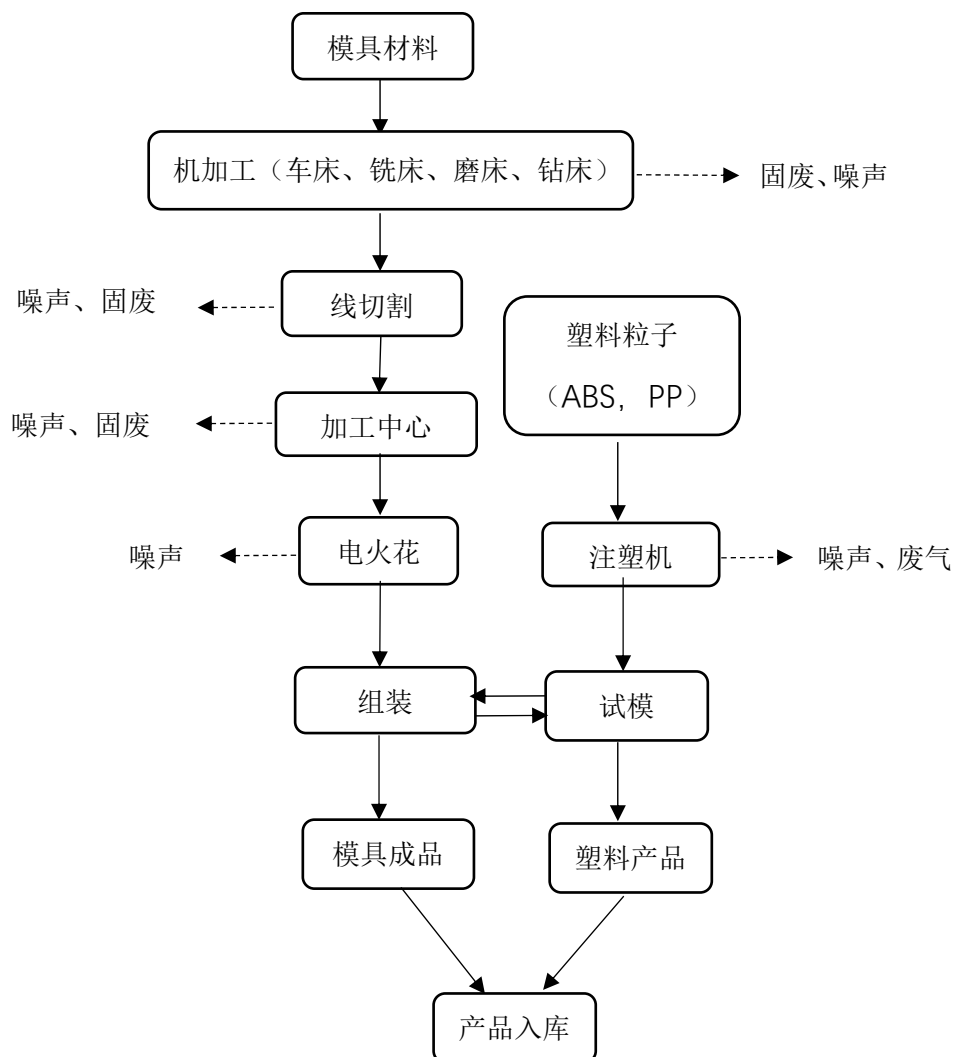 模具材料
机加工（车床、铣床、磨床、钻床）
固废、噪声
噪声、固废
线切割
塑料粒子
（ABS，PP）
噪声、固废
加工中心
噪声
电火花
注塑机
噪声、废气
组装
试模
模具成品
塑料产品
产品入库